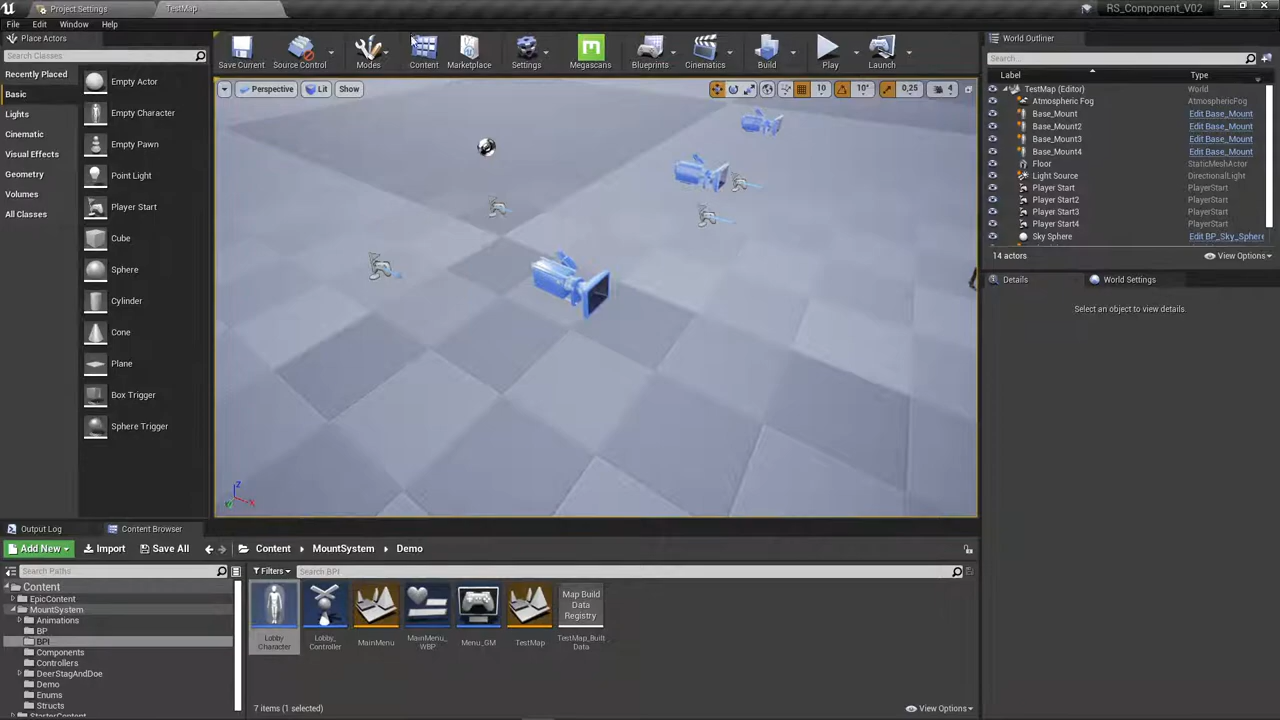 Project Settings
TestMap
RS_Component_V02
File Edit Window Help
Place Actors
Search Classes
Recently Placed
Basic
Lights
Cinematic
Visual Effects
Geometry
Volumes
All Classes
Empty Actor
Empty Character
Empty Pawn
Point Light
Player Start
Cube
Sphere
Cylinder
Cone
Plane
Box Trigger
Sphere Trigger
Save Current
Source Control
Modes
Content
Marketplace
Settings
Megascans
Blueprints
Cinematics
Build
Play
Launch
Perspective
Lit
Show
10
10°
0,25
4
Z
X
World Outliner
Search...
Label Type
TestMap (Editor) World
Atmospheric Fog AtmosphericFog
Base_Mount Edit Base_Mount
Base_Mount2 Edit Base_Mount
Base_Mount3 Edit Base_Mount
Base_Mount4 Edit Base_Mount
Floor StaticMeshActor
Light Source DirectionalLight
Player Start PlayerStart
Player Start2 PlayerStart
Player Start3 PlayerStart
Player Start4 PlayerStart
Sky Sphere Edit BP_Sky_Sphere
14 actors
View Options
Details
World Settings
Select an object to view details.
Output Log
Content Browser
Add New
Import
Save All
Content
MountSystem
Demo
Search Paths
Filters
Search BPI
Content
EpicContent
MountSystem
Animations
BP
BPI
Components
Controllers
DeerStagAndDoe
Demo
Enums
Structs
StarterContent
Lobby
Character
Lobby_
Controller
MainMenu
MainMenu_
WBP
Menu_GM
TestMap
Map Build
Data
Registry
TestMap_Built
Data
7 items (1 selected)
View Options